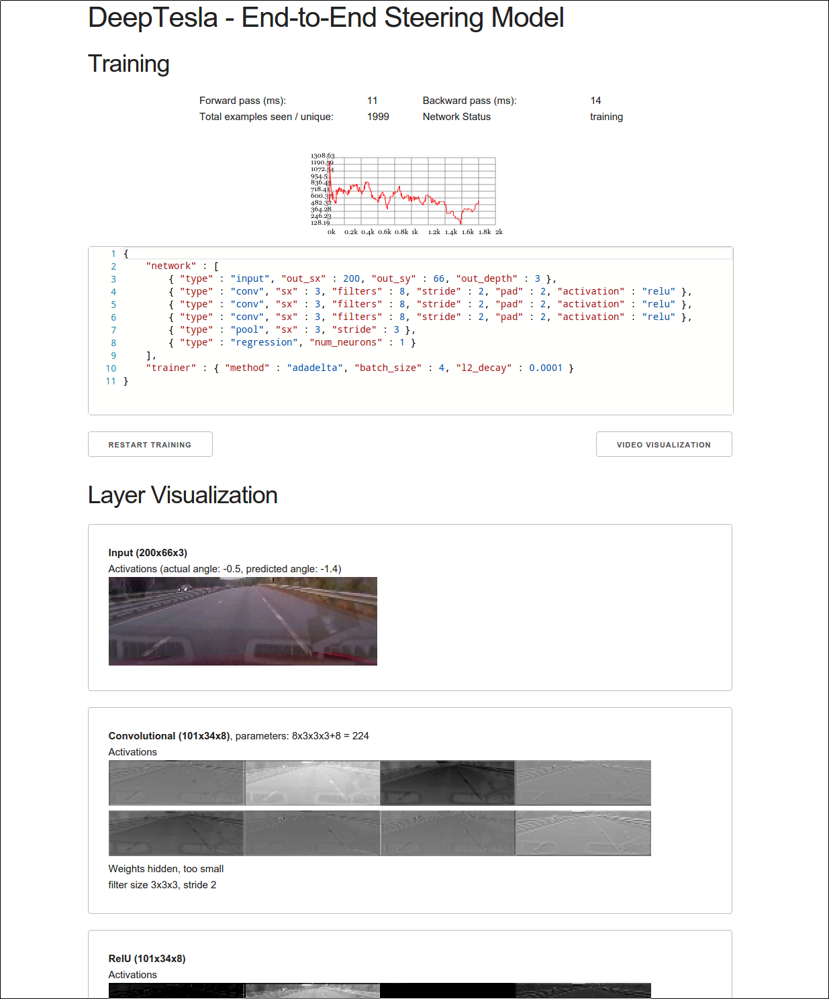 DeepTesla - End-to-End Steering Model
Training
Forward pass (ms): 11 Backward pass (ms): 14
Total examples seen / unique: 1999 Network Status training
1308.63
1190.59
1072.54
954.5
836.45
718.41
600.37
482.32
364.28
246.23
128.19
0k 0.2k 0.4k 0.6k 0.8k 1k 1.2k 1.4k 1.6k 1.8k 2k
1 {
2 "network" : [
3 { "type" : "input", "out_sx" : 200, "out_sy" : 66, "out_depth" : 3 },
4 { "type" : "conv", "sx" : 3, "filters" : 8, "stride" : 2, "pad" : 2, "activation" : "relu" },
5 { "type" : "conv", "sx" : 3, "filters" : 8, "stride" : 2, "pad" : 2, "activation" : "relu" },
6 { "type" : "conv", "sx" : 3, "filters" : 8, "stride" : 2, "pad" : 2, "activation" : "relu" },
7 { "type" : "pool", "sx" : 3, "stride" : 3 },
8 { "type" : "regression", "num_neurons" : 1 }
9 ],
10 "trainer" : { "method" : "adadelta", "batch_size" : 4, "l2_decay" : 0.0001 }
11 }
RESTART TRAINING VIDEO VISUALIZATION
Layer Visualization
Input (200x66x3)
Activations (actual angle: -0.5, predicted angle: -1.4)
Convolutional (101x34x8), parameters: 8x3x3x3+8 = 224
Activations
Weights hidden, too small
filter size 3x3x3, stride 2
RelU (101x34x8)
Activations